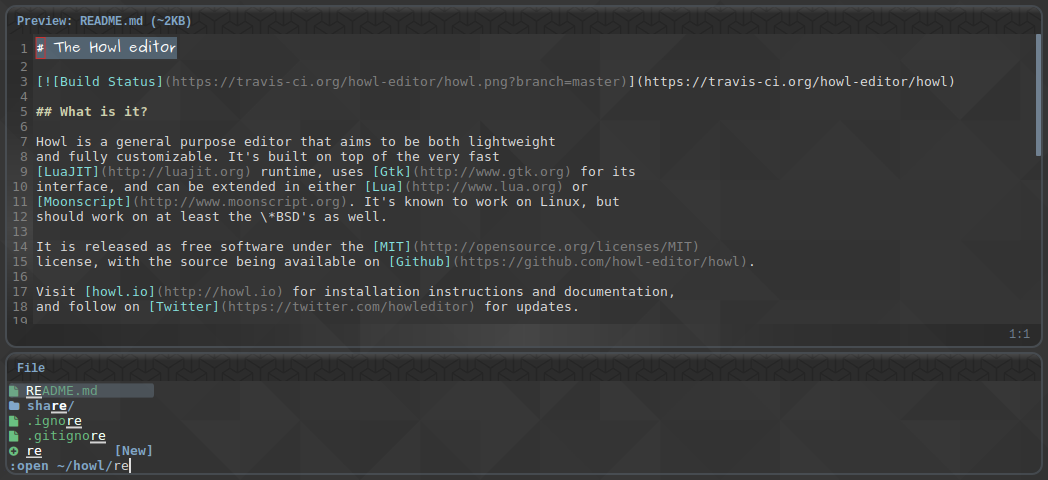 Preview: README.md (~2KB)
1 # The Howl editor
2
3 [![Build Status](https://travis-ci.org/howl-editor/howl.png?branch=master)](https://travis-ci.org/howl-editor/howl)
4
5 ## What is it?
6
7 Howl is a general purpose editor that aims to be both lightweight
8 and fully customizable. It's built on top of the very fast
9 [LuaJIT](http://luajit.org) runtime, uses [Gtk](http://www.gtk.org) for its
10 interface, and can be extended in either [Lua](http://www.lua.org) or
11 [Moonscript](http://www.moonscript.org). It's known to work on Linux, but
12 should work on at least the \*BSD's as well.
13
14 It is released as free software under the [MIT](http://opensource.org/licenses/MIT)
15 license, with the source being available on [Github](https://github.com/howl-editor/howl).
16
17 Visit [howl.io](http://howl.io) for installation instructions and documentation,
18 and follow on [Twitter](https://twitter.com/howleditor) for updates.
19
1:1
File
README.md
share/
.ignore
.gitignore
re [New]
:open ~/howl/re